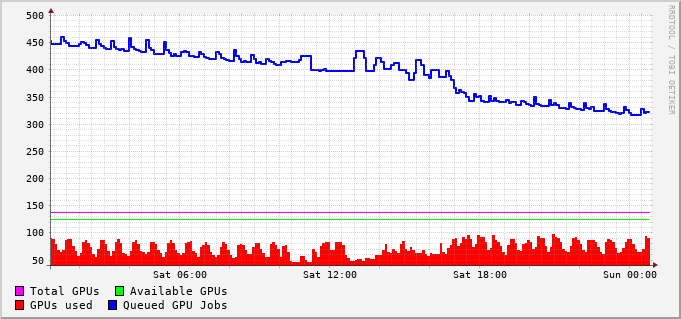 500
450
400
350
300
250
200
150
100
50
Sat 06:00 Sat 12:00 Sat 18:00 Sun 00:00
Total GPUs Available GPUs
GPUs used Queued GPU Jobs
RRDTOOL / TOBI OETIKER